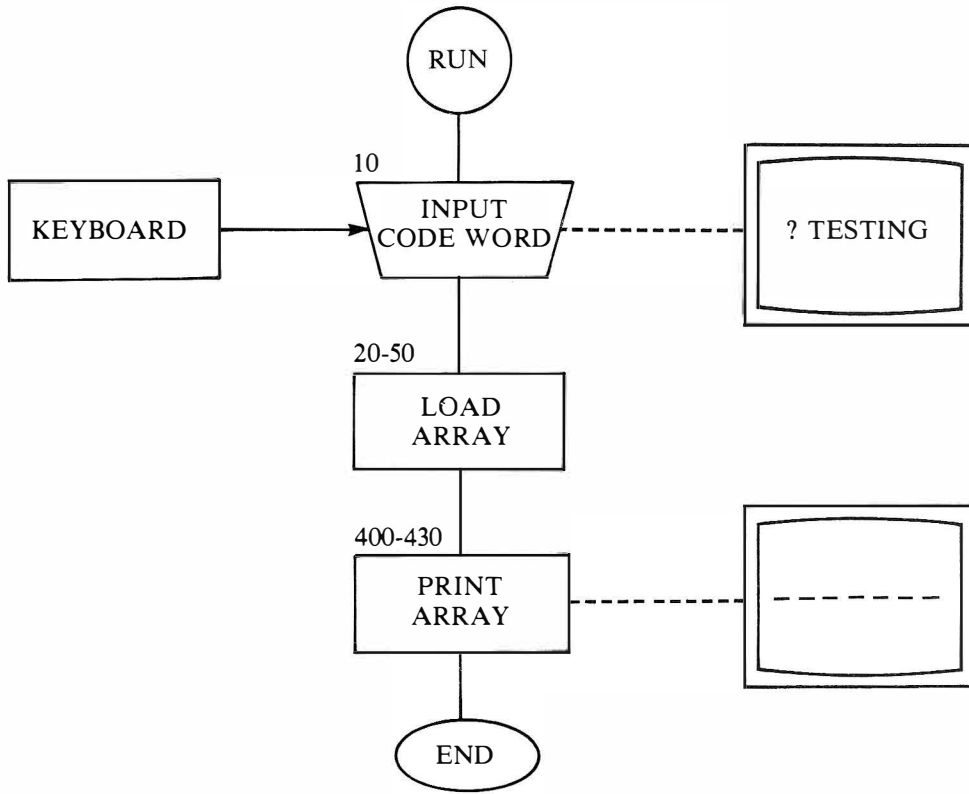 RUN
10
KEYBOARD
INPUT
CODE WORD
? TESTING
20-50
LOAD
ARRAY
400-430
PRINT
ARRAY
END